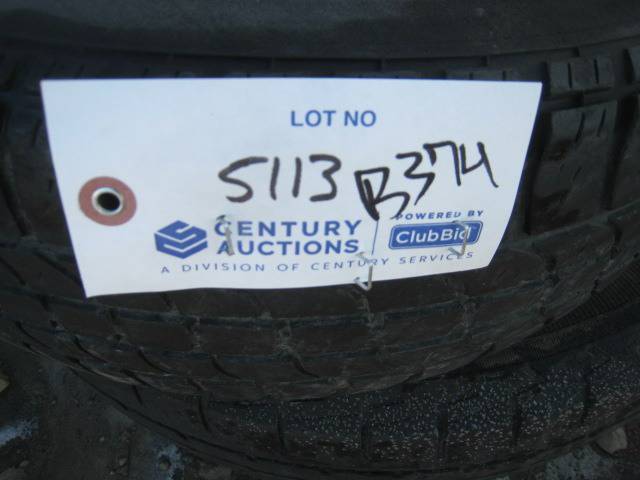 LOT NO
5113 B374
CENTURY AUCTIONS
POWERED BY
ClubBid
A DIVISION OF CENTURY SERVICES